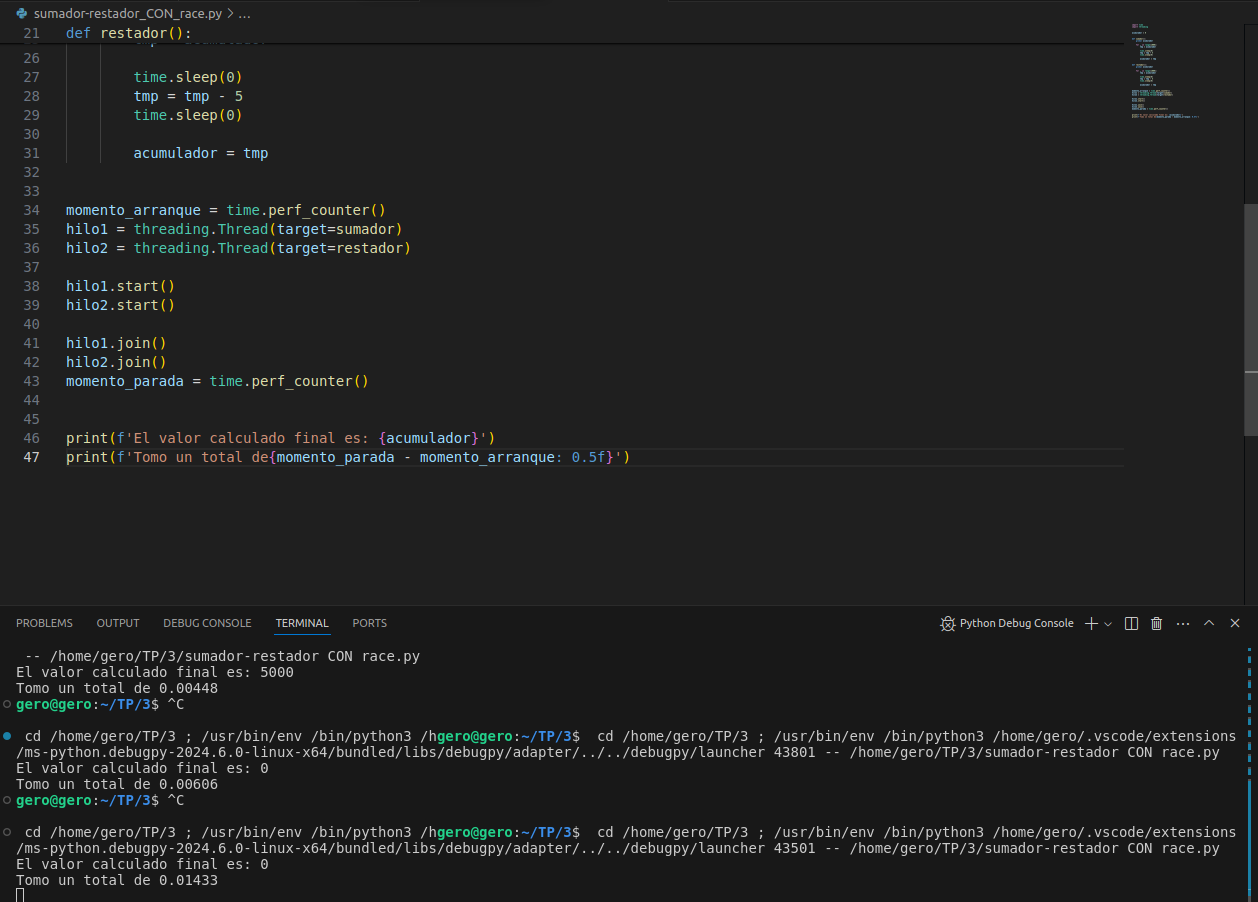 sumador-restador_CON_race.py > ...
21 def restador():
26
27 time.sleep(0)
28 tmp = tmp - 5
29 time.sleep(0)
30
31 acumulador = tmp
32
33
34 momento_arranque = time.perf_counter()
35 hilo1 = threading.Thread(target=sumador)
36 hilo2 = threading.Thread(target=restador)
37
38 hilo1.start()
39 hilo2.start()
40
41 hilo1.join()
42 hilo2.join()
43 momento_parada = time.perf_counter()
44
45
46 print(f'El valor calculado final es: {acumulador}')
47 print(f'Tomo un total de{momento_parada - momento_arranque: 0.5f}')
PROBLEMS OUTPUT DEBUG CONSOLE TERMINAL PORTS Python Debug Console
-- /home/gero/TP/3/sumador-restador CON race.py
El valor calculado final es: 5000
Tomo un total de 0.00448
gero@gero:~/TP/3$ ^C
cd /home/gero/TP/3 ; /usr/bin/env /bin/python3 /hgero@gero:~/TP/3$  cd /home/gero/TP/3 ; /usr/bin/env /bin/python3 /home/gero/.vscode/extensions
/ms-python.debugpy-2024.6.0-linux-x64/bundled/libs/debugpy/adapter/../../debugpy/launcher 43801 -- /home/gero/TP/3/sumador-restador CON race.py
El valor calculado final es: 0
Tomo un total de 0.00606
gero@gero:~/TP/3$ ^C
cd /home/gero/TP/3 ; /usr/bin/env /bin/python3 /hgero@gero:~/TP/3$  cd /home/gero/TP/3 ; /usr/bin/env /bin/python3 /home/gero/.vscode/extensions
/ms-python.debugpy-2024.6.0-linux-x64/bundled/libs/debugpy/adapter/../../debugpy/launcher 43501 -- /home/gero/TP/3/sumador-restador CON race.py
El valor calculado final es: 0
Tomo un total de 0.01433